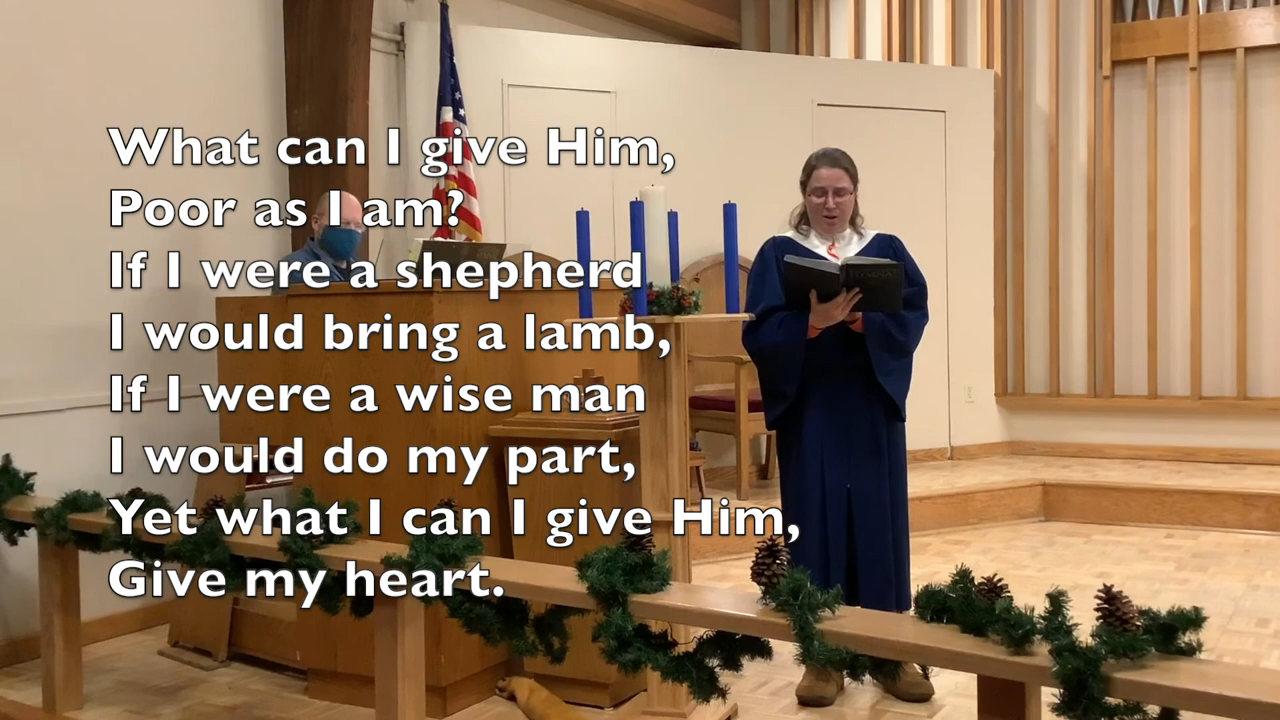 What can I give Him,
Poor as I am?
If I were a shepherd
I would bring a lamb,
If I were a wise man
I would do my part,
Yet what I can I give Him,
Give my heart.